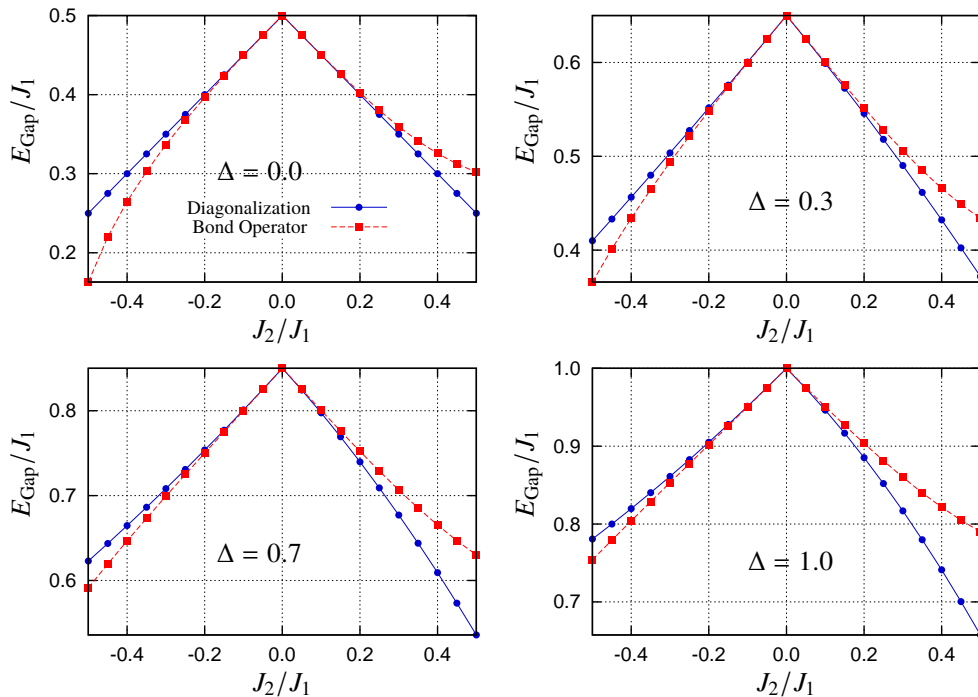 0.5
0.4
0.3
0.2
E_Gap/J_1
Δ = 0.0
Diagonalization
Bond Operator
-0.4 -0.2 0.0 0.2 0.4
J_2/J_1
0.6
0.5
0.4
E_Gap/J_1
Δ = 0.3
-0.4 -0.2 0.0 0.2 0.4
J_2/J_1
0.8
0.7
0.6
E_Gap/J_1
Δ = 0.7
-0.4 -0.2 0.0 0.2 0.4
J_2/J_1
1.0
0.9
0.8
0.7
E_Gap/J_1
Δ = 1.0
-0.4 -0.2 0.0 0.2 0.4
J_2/J_1